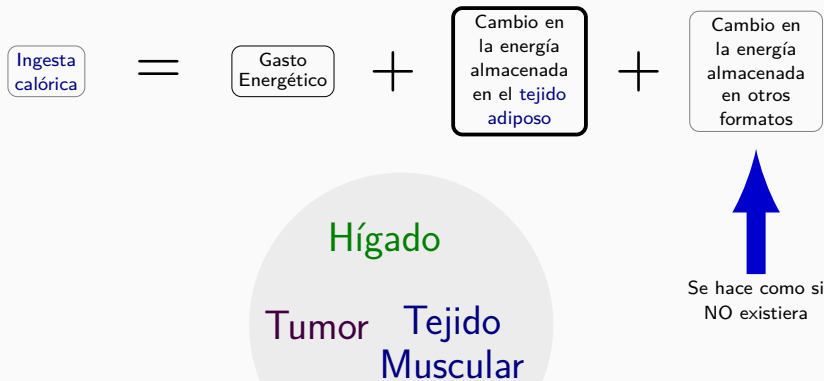 Ingesta
calórica
=
Gasto
Energético
+
Cambio en
la energía
almacenada
en el tejido
adiposo
+
Cambio en
la energía
almacenada
en otros
formatos
Se hace como si
NO existiera
Hígado
Tumor
Tejido
Muscular